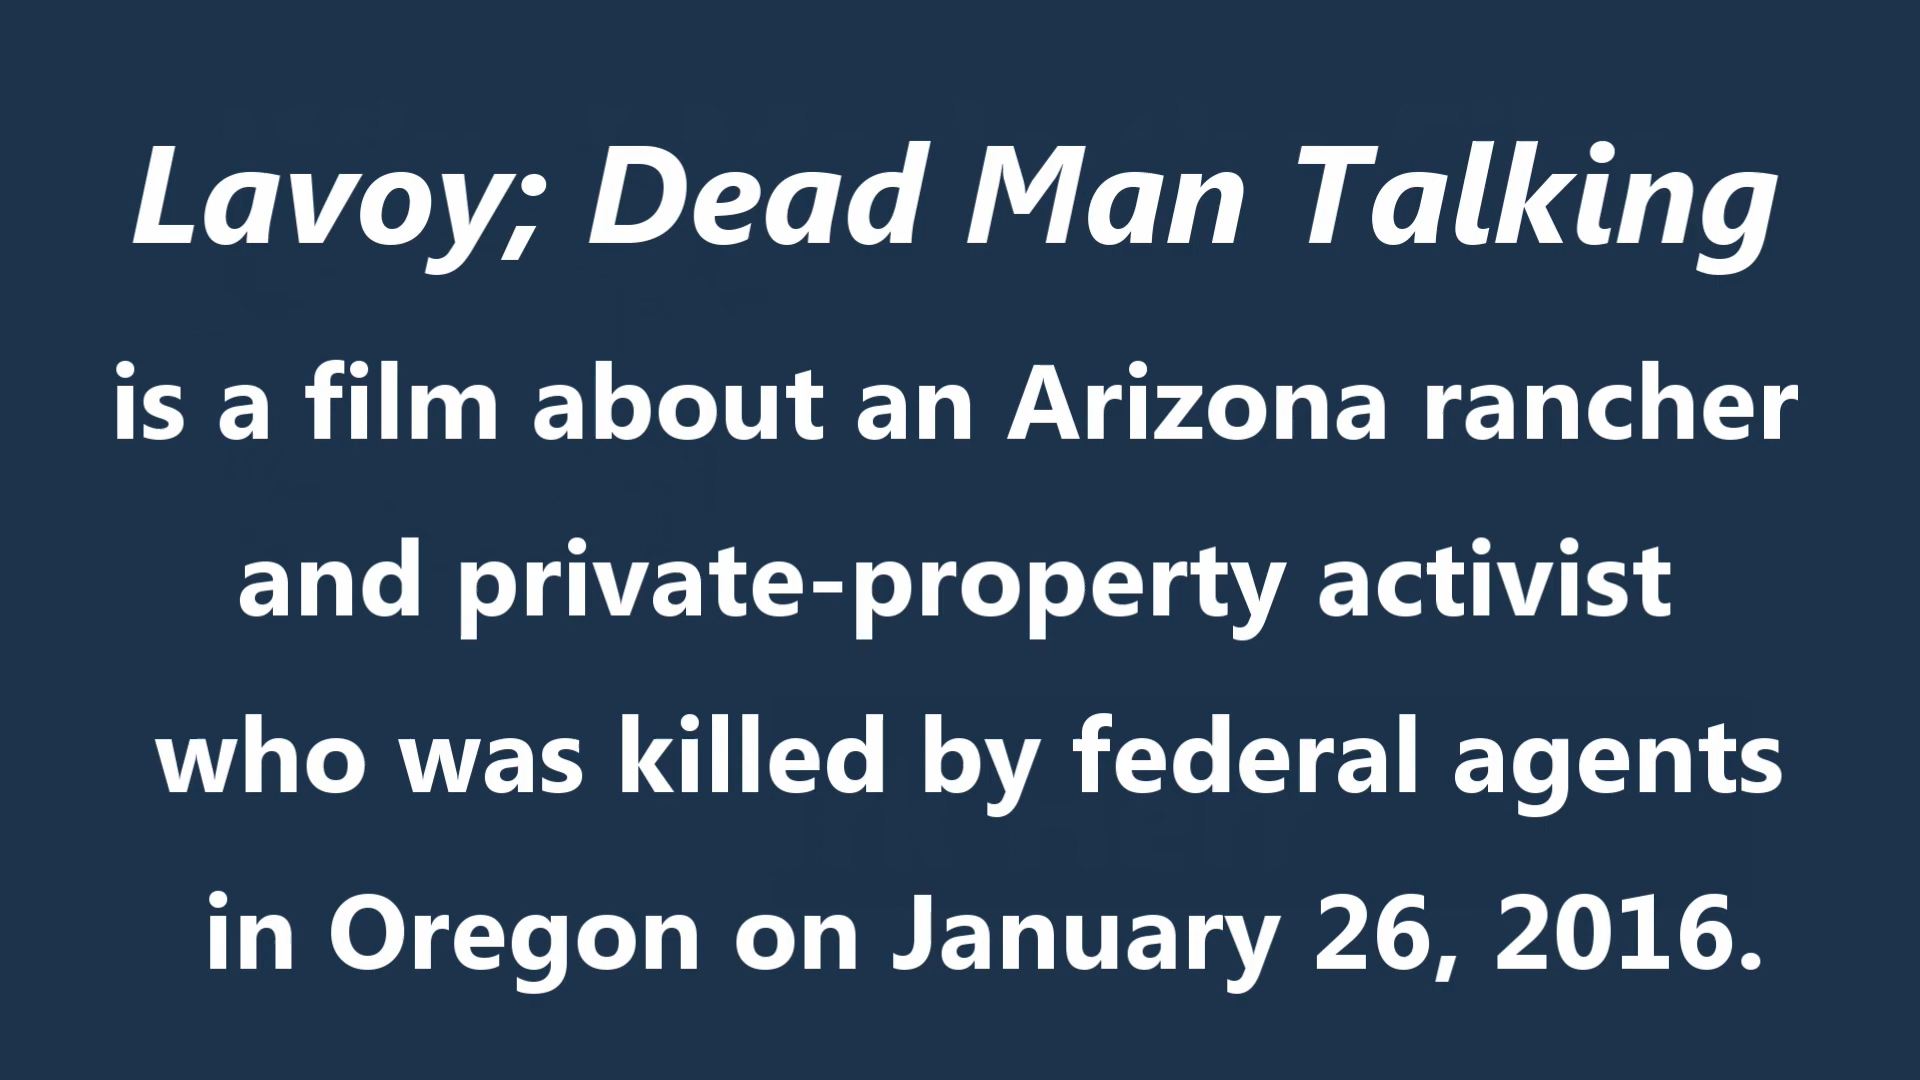 Lavoy; Dead Man Talking
is a film about an Arizona rancher
and private-property activist
who was killed by federal agents
in Oregon on January 26, 2016.